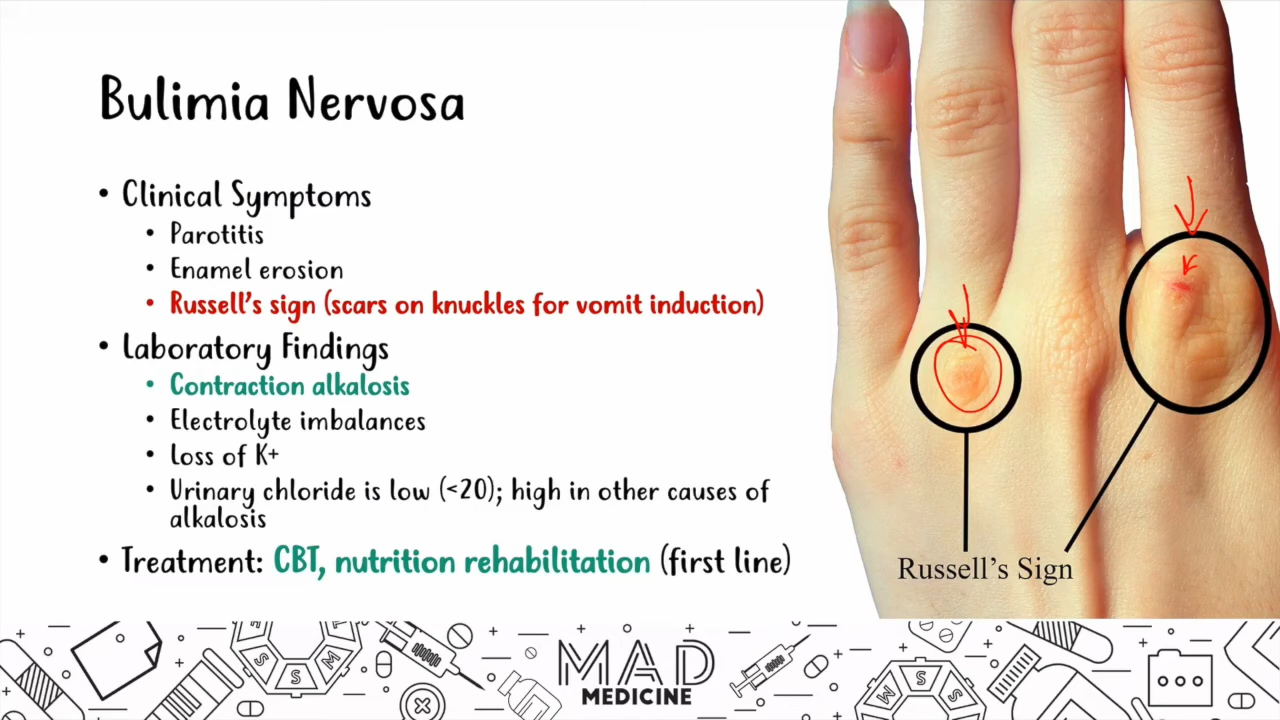 Bulimia Nervosa
• Clinical Symptoms
• Parotitis
• Enamel erosion
• Russell's sign (scars on knuckles for vomit induction)
• Laboratory Findings
• Contraction alkalosis
• Electrolyte imbalances
• Loss of K+
• Urinary chloride is low (<20); high in other causes of
alkalosis
• Treatment: CBT, nutrition rehabilitation (first line)
Russell's Sign
S
S
M
MAD
MEDICINE
M
S
S